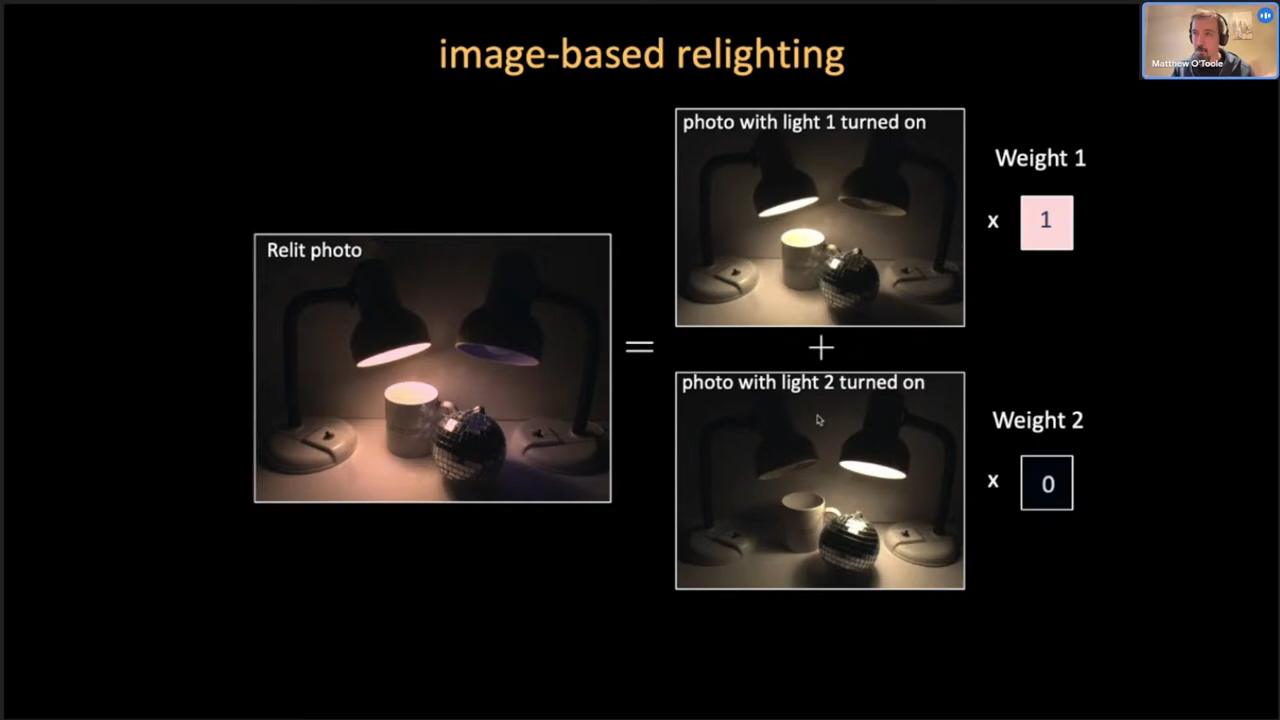 image-based relighting
Matthew O'Toole
photo with light 1 turned on
Weight 1
x 1
Relit photo
=
+
photo with light 2 turned on
Weight 2
x 0